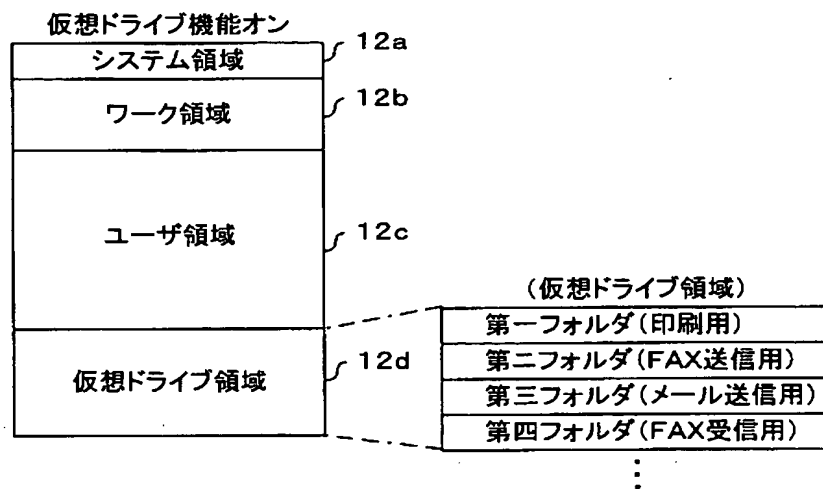 仮想ドライブ機能オン
システム領域
12a
ワーク領域
12b
ユーザ領域
12c
仮想ドライブ領域
12d
(仮想ドライブ領域)
第一フォルダ(印刷用)
第二フォルダ(FAX送信用)
第三フォルダ(メール送信用)
第四フォルダ(FAX受信用)